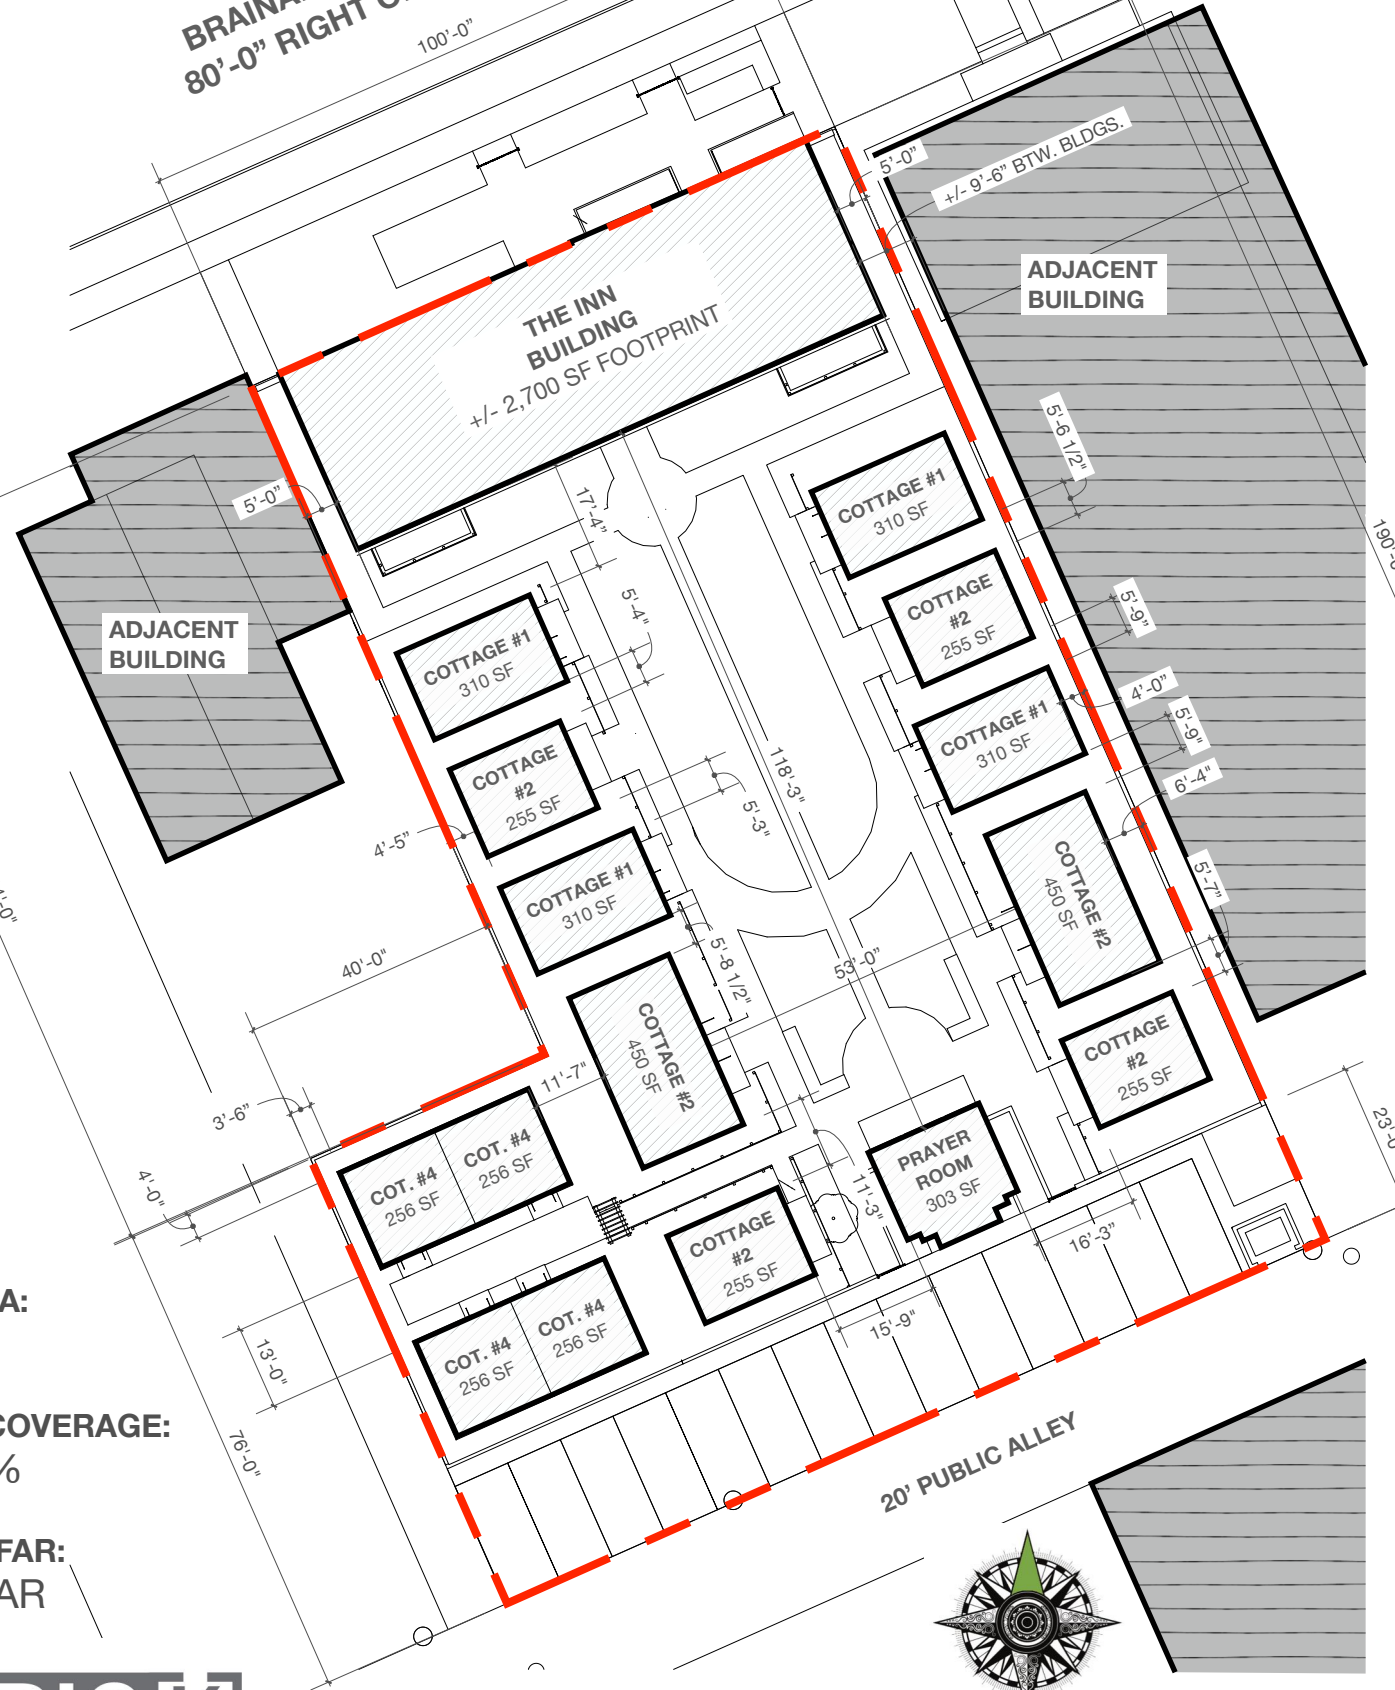 80'-0" RIGHT
100'-0"
5'-0"
+/- 9'-6" BTW. BLDGS.
ADJACENT
BUILDING
THE INN
BUILDING
+/- 2,700 SF FOOTPRINT
5'-6 1/2"
COTTAGE #1
310 SF
5'-0"
17'-4"
COTTAGE
#2
255 SF
5'-9"
5'-4"
ADJACENT
BUILDING
COTTAGE #1
310 SF
4'-0"
COTTAGE #1
310 SF
5'-9"
6'-4"
118'-3"
COTTAGE
#2
255 SF
5'-3"
4'-5"
COTTAGE #2
450 SF
5'-7"
COTTAGE #1
310 SF
40'-0"
5'-8 1/2"
53'-0"
COTTAGE #2
450 SF
COTTAGE
#2
255 SF
11'-7"
3'-6"
PRAYER
ROOM
303 SF
COT. #4
256 SF
COT. #4
256 SF
4'-0"
11'-3"
COTTAGE
#2
255 SF
16'-3"
15'-9"
A:
13'-0"
COT. #4
256 SF
COT. #4
256 SF
COVERAGE:
%
76'-0"
20' PUBLIC ALLEY
FAR:
AR